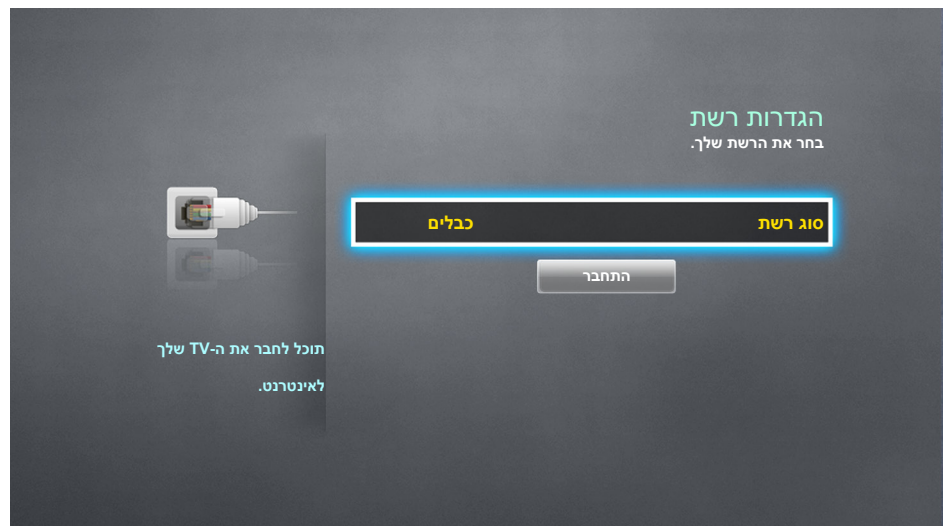 הגדרות רשת
בחר את הרשת שלך.
סוג רשת כבלים
התחבר
תוכל לחבר את ה-TV שלך
לאינטרנט.